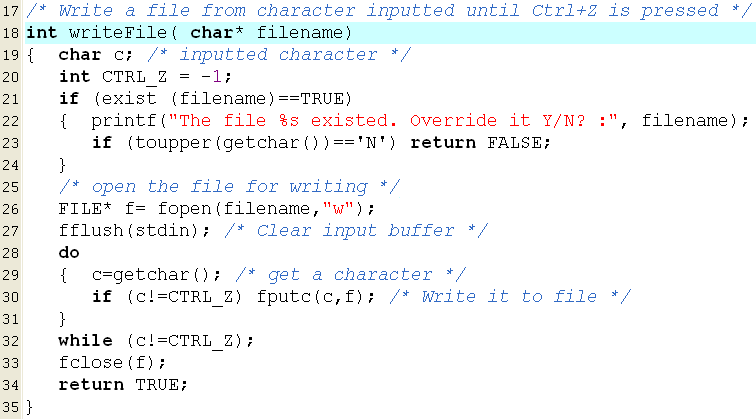 17 /* Write a file from character inputted until Ctrl+Z is pressed */
18 int writeFile( char* filename)
19 {  char c; /* inputted character */
20    int CTRL_Z = -1;
21    if (exist (filename)==TRUE)
22    {  printf("The file %s existed. Override it Y/N? :", filename);
23       if (toupper(getchar())=='N') return FALSE;
24    }
25    /* open the file for writing */
26    FILE* f= fopen(filename,"w");
27    fflush(stdin); /* Clear input buffer */
28    do
29    {  c=getchar(); /* get a character */
30       if (c!=CTRL_Z) fputc(c,f); /* Write it to file */
31    }
32    while (c!=CTRL_Z);
33    fclose(f);
34    return TRUE;
35 }